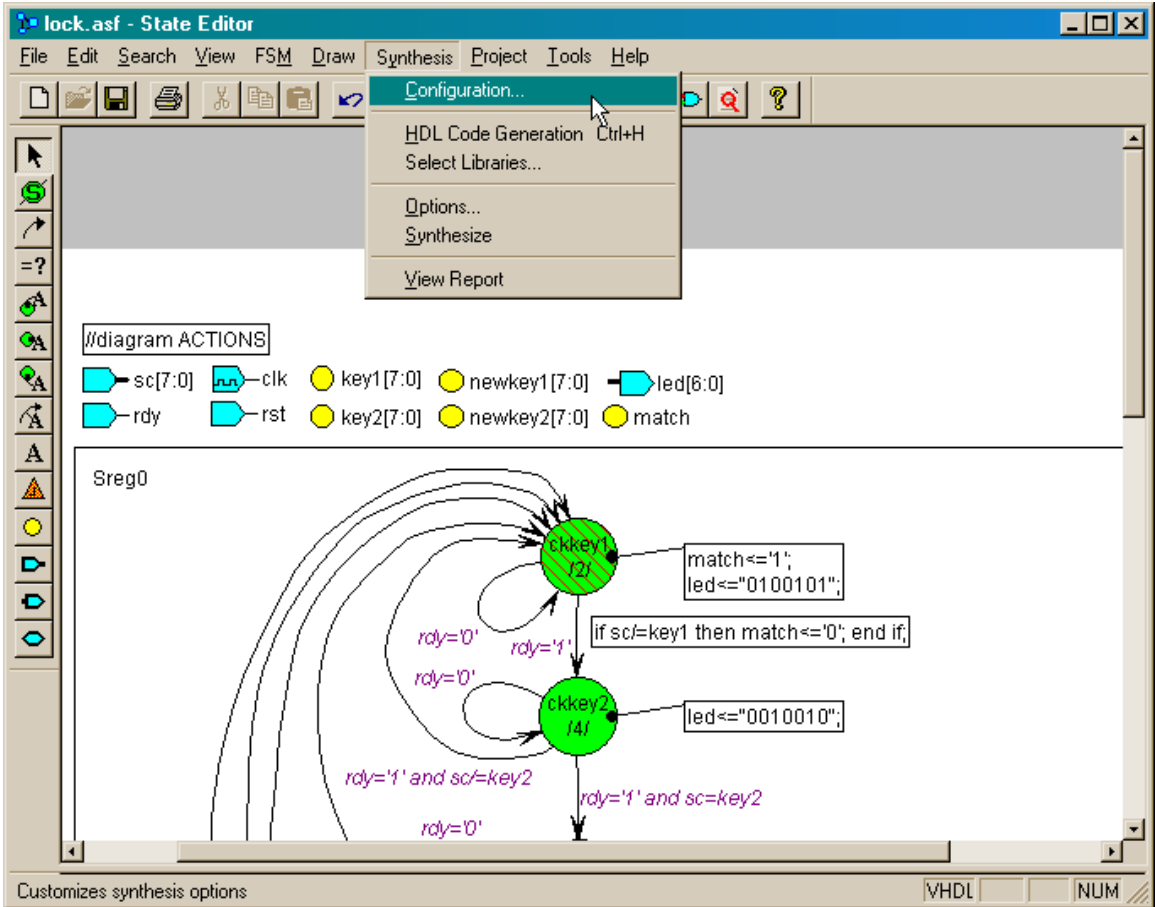 lock.asf - State Editor
File Edit Search View FSM Draw Synthesis Project Tools Help
Configuration...
HDL Code Generation Ctrl+H
Select Libraries...
Options...
Synthesize
View Report
=?
A
A
A
A
A
//diagram ACTIONS
sc[7:0] clk key1[7:0] newkey1[7:0] led[6:0]
rdy rst key2[7:0] newkey2[7:0] match
Sreg0
ckkey1
/2/
match<='1';
led<="0100101";
rdy='0'
rdy='1'
if sc/=key1 then match<='0'; end if;
rdy='0'
ckkey2
/4/
led<="0010010";
rdy='1' and sc/=key2
rdy='1' and sc=key2
rdy='0'
Customizes synthesis options
VHDL
NUM